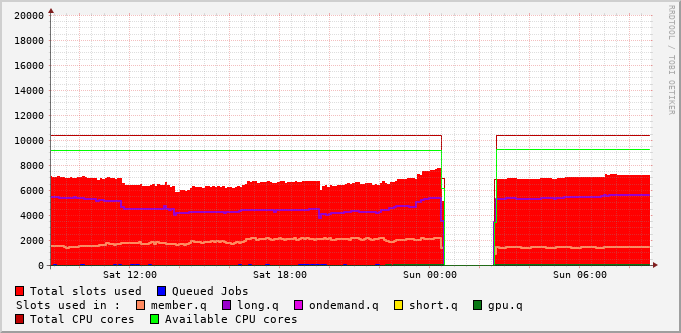 20000
18000
16000
14000
12000
10000
8000
6000
4000
2000
0
Sat 12:00 Sat 18:00 Sun 00:00 Sun 06:00
RRDTOOL / TOBI OETIKER
Total slots used Queued Jobs
Slots used in : member.q long.q ondemand.q short.q gpu.q
Total CPU cores Available CPU cores